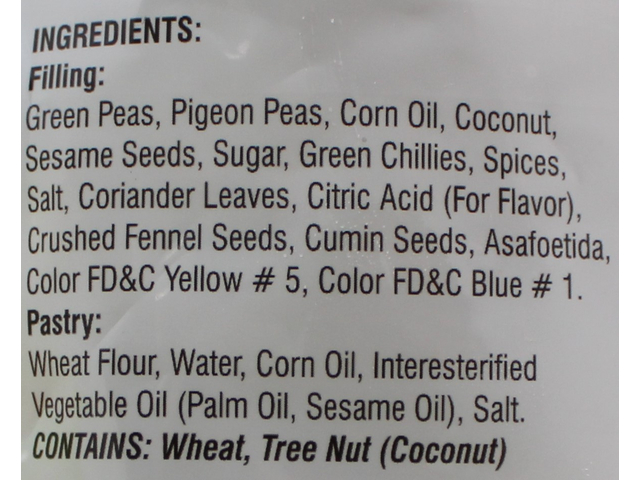 INGREDIENTS:
Filling:
Green Peas, Pigeon Peas, Corn Oil, Coconut,
Sesame Seeds, Sugar, Green Chillies, Spices,
Salt, Coriander Leaves, Citric Acid (For Flavor),
Crushed Fennel Seeds, Cumin Seeds, Asafoetida,
Color FD&C Yellow # 5, Color FD&C Blue # 1.
Pastry:
Wheat Flour, Water, Corn Oil, Interesterified
Vegetable Oil (Palm Oil, Sesame Oil), Salt.
CONTAINS: Wheat, Tree Nut (Coconut)